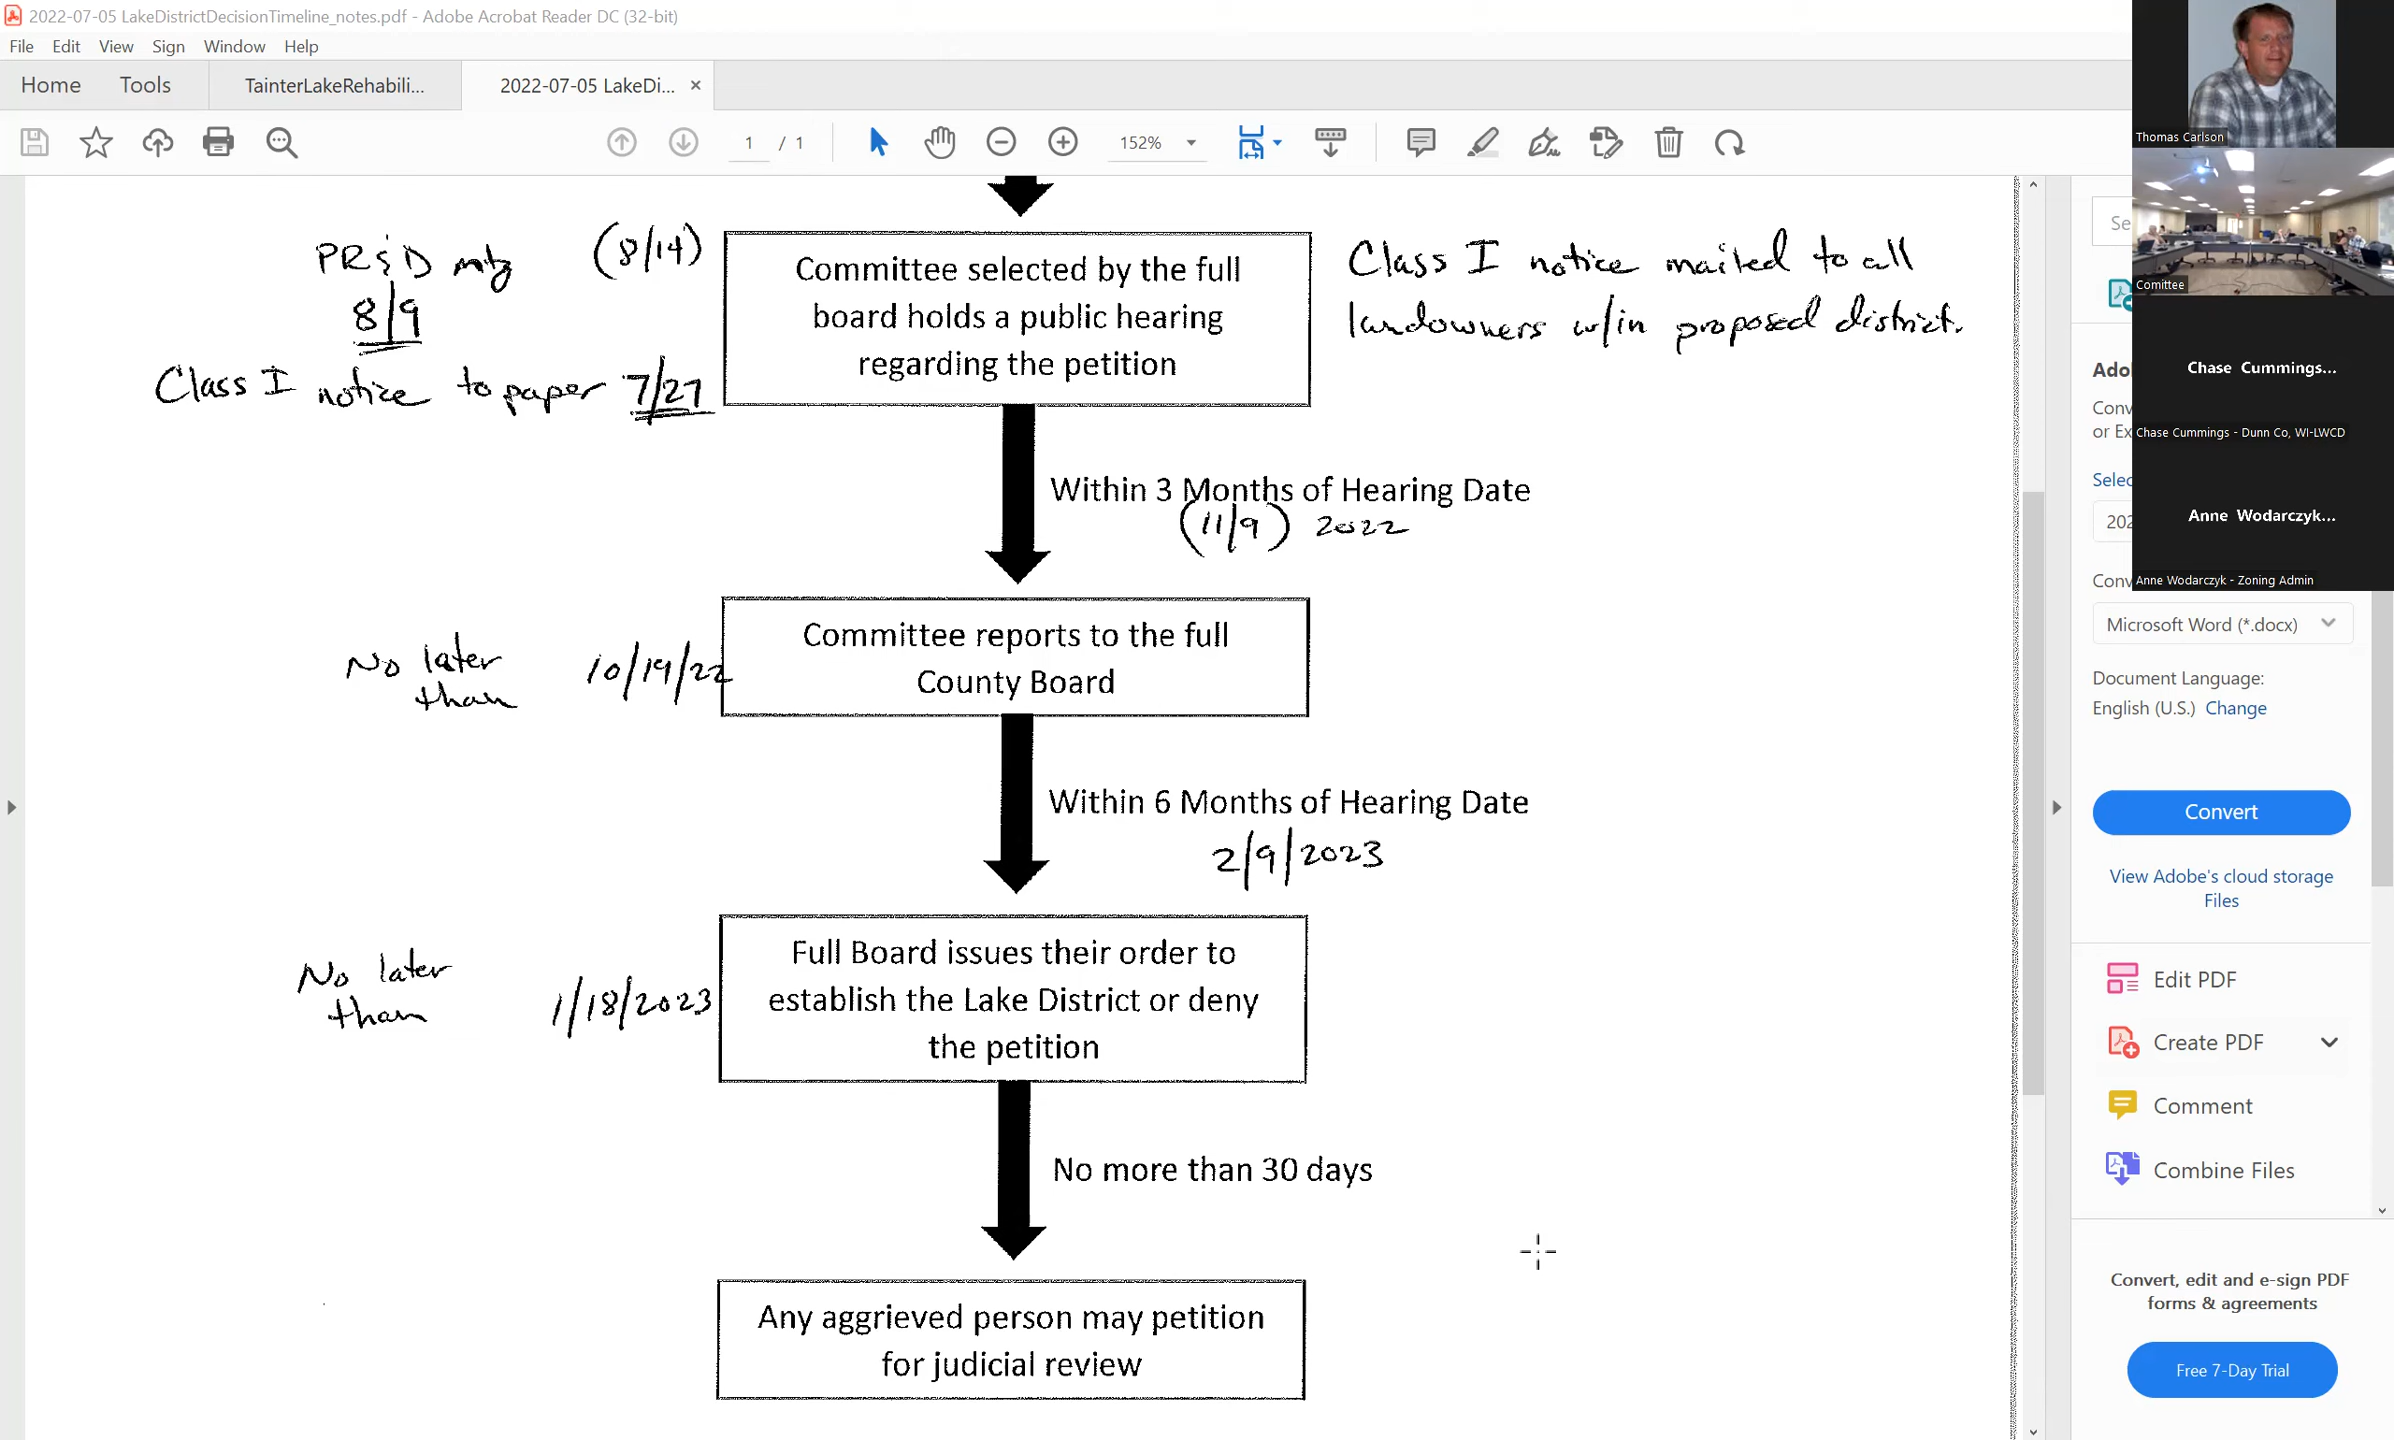 2022-07-05 LakeDistrictDecisionTimeline_notes.pdf - Adobe Acrobat Reader DC (32-bit)
File Edit View Sign Window Help
Home Tools TainterLakeRehabili... 2022-07-05 LakeDi... ×
1 / 1 152%
PR&D mtg (8/14)
8/9
Class I notice to paper 7/27
Committee selected by the full
board holds a public hearing
regarding the petition
Class I notice mailed to all
landowners w/in proposed district.
Within 3 Months of Hearing Date
(11/9) 2022
No later
than 10/19/22
Committee reports to the full
County Board
Within 6 Months of Hearing Date
2/9/2023
No later
than 1/18/2023
Full Board issues their order to
establish the Lake District or deny
the petition
No more than 30 days
Any aggrieved person may petition
for judicial review
Thomas Carlson
Comittee
Chase Cummings...
Chase Cummings - Dunn Co, WI-LWCD
Anne Wodarczyk...
Anne Wodarczyk - Zoning Admin
Se
Ado
Conv
or Ex
Selec
202
Conv
Microsoft Word (*.docx)
Document Language:
English (U.S.) Change
Convert
View Adobe's cloud storage
Files
Edit PDF
Create PDF
Comment
Combine Files
Convert, edit and e-sign PDF
forms & agreements
Free 7-Day Trial